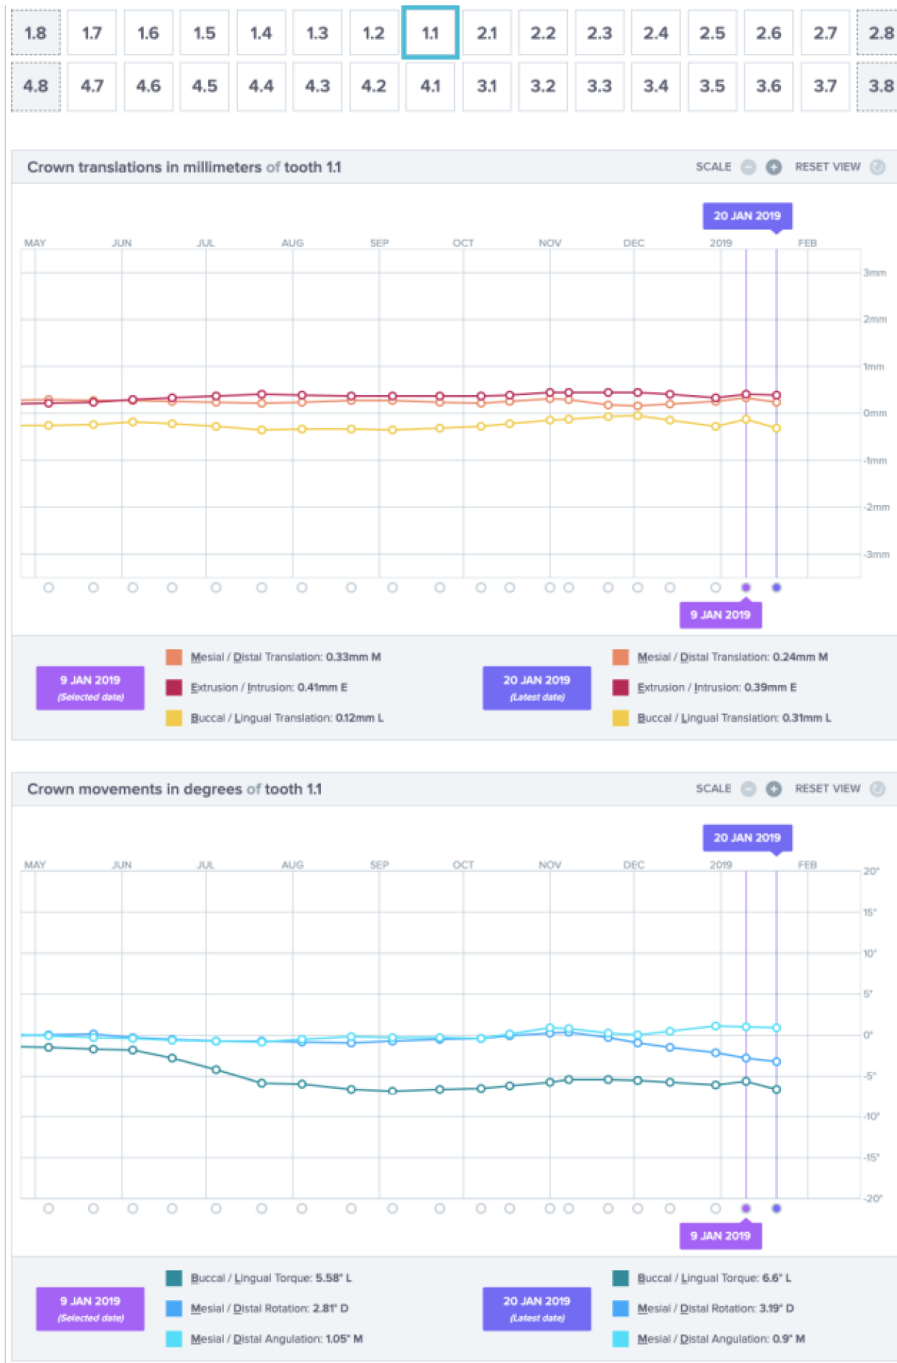 1.8 1.7 1.6 1.5 1.4 1.3 1.2 1.1 2.1 2.2 2.3 2.4 2.5 2.6 2.7 2.8
4.8 4.7 4.6 4.5 4.4 4.3 4.2 4.1 3.1 3.2 3.3 3.4 3.5 3.6 3.7 3.8
Crown translations in millimeters of tooth 1.1 SCALE − + RESET VIEW
20 JAN 2019
MAY JUN JUL AUG SEP OCT NOV DEC 2019 FEB
3mm
2mm
1mm
0mm
-1mm
-2mm
-3mm
9 JAN 2019
9 JAN 2019
(Selected date)
Mesial / Distal Translation: 0.33mm M
Extrusion / Intrusion: 0.41mm E
Buccal / Lingual Translation: 0.12mm L
20 JAN 2019
(Latest date)
Mesial / Distal Translation: 0.24mm M
Extrusion / Intrusion: 0.39mm E
Buccal / Lingual Translation: 0.31mm L
Crown movements in degrees of tooth 1.1 SCALE − + RESET VIEW
20 JAN 2019
MAY JUN JUL AUG SEP OCT NOV DEC 2019 FEB
20°
15°
10°
5°
0°
-5°
-10°
-15°
-20°
9 JAN 2019
9 JAN 2019
(Selected date)
Buccal / Lingual Torque: 5.58° L
Mesial / Distal Rotation: 2.81° D
Mesial / Distal Angulation: 1.05° M
20 JAN 2019
(Latest date)
Buccal / Lingual Torque: 6.6° L
Mesial / Distal Rotation: 3.19° D
Mesial / Distal Angulation: 0.9° M